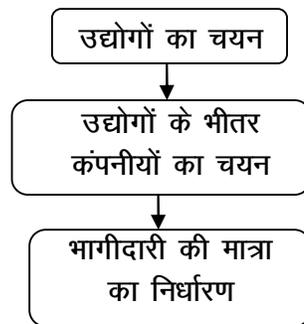 उद्योगों का चयन
उद्योगों के भीतर
कंपनीयों का चयन
भागीदारी की मात्रा
का निर्धारण